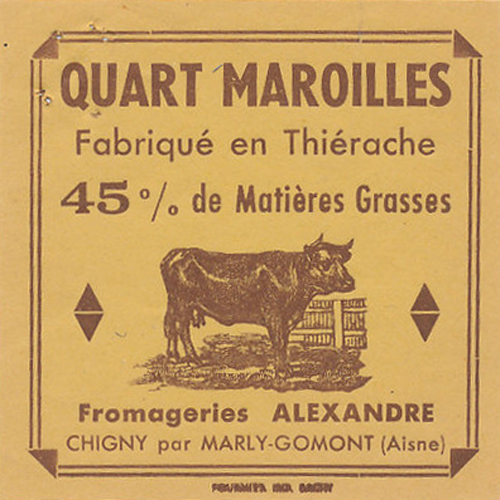 QUART MAROILLES
Fabriqué en Thiérache
45 % de Matières Grasses
Fromageries ALEXANDRE
CHIGNY par MARLY-GOMONT (Aisne)